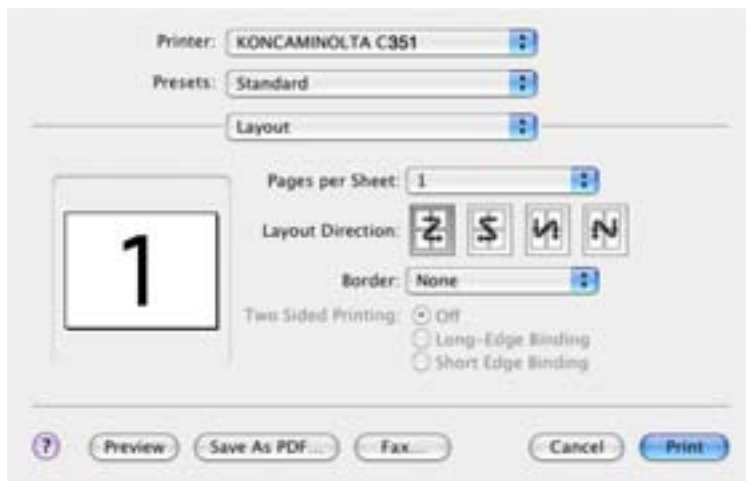 Printer: KONCAMINOLTA C351
Presets: Standard
Layout
Pages per Sheet: 1
1
Layout Direction:
Border: None
Two Sided Printing: Off
Long-Edge Binding
Short Edge Binding
? Preview Save As PDF... Fax... Cancel Print